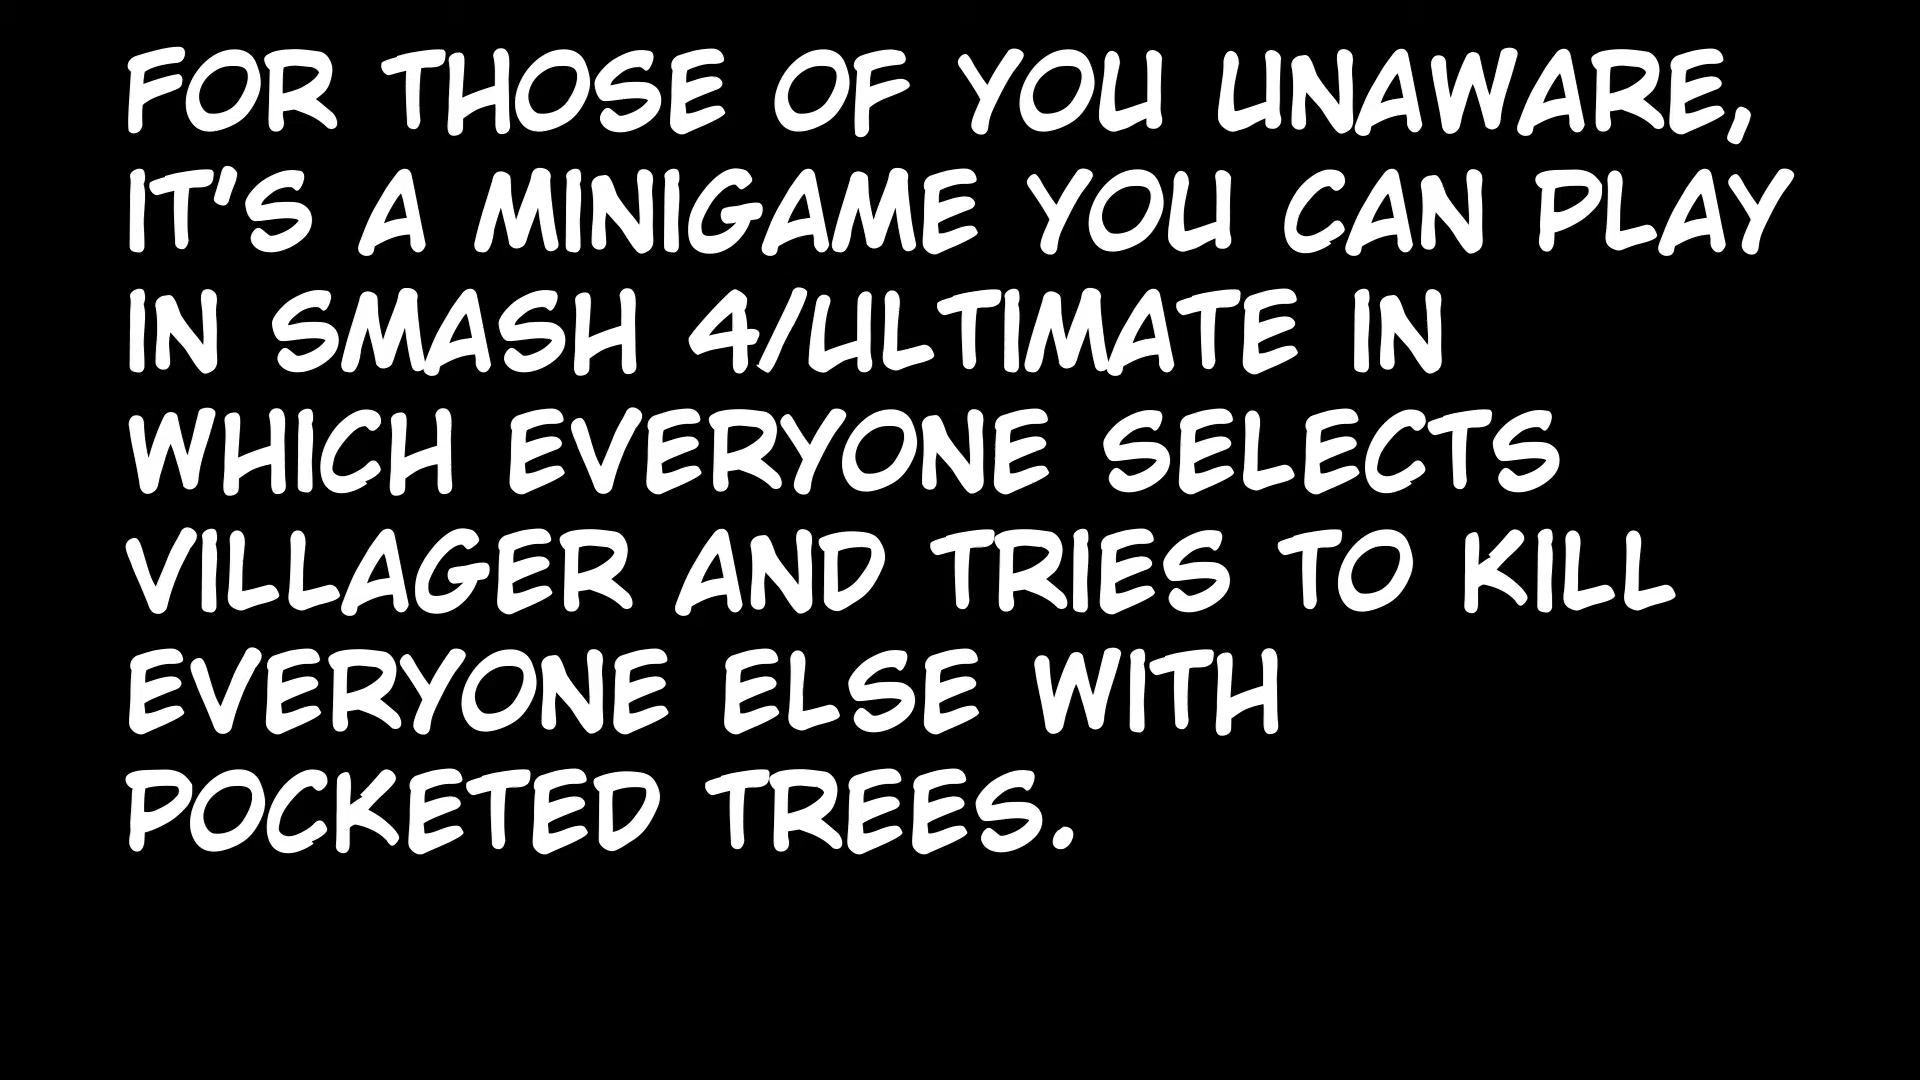 FOR THOSE OF YOU UNAWARE,
IT'S A MINIGAME YOU CAN PLAY
IN SMASH 4/ULTIMATE IN
WHICH EVERYONE SELECTS
VILLAGER AND TRIES TO KILL
EVERYONE ELSE WITH
POCKETED TREES.